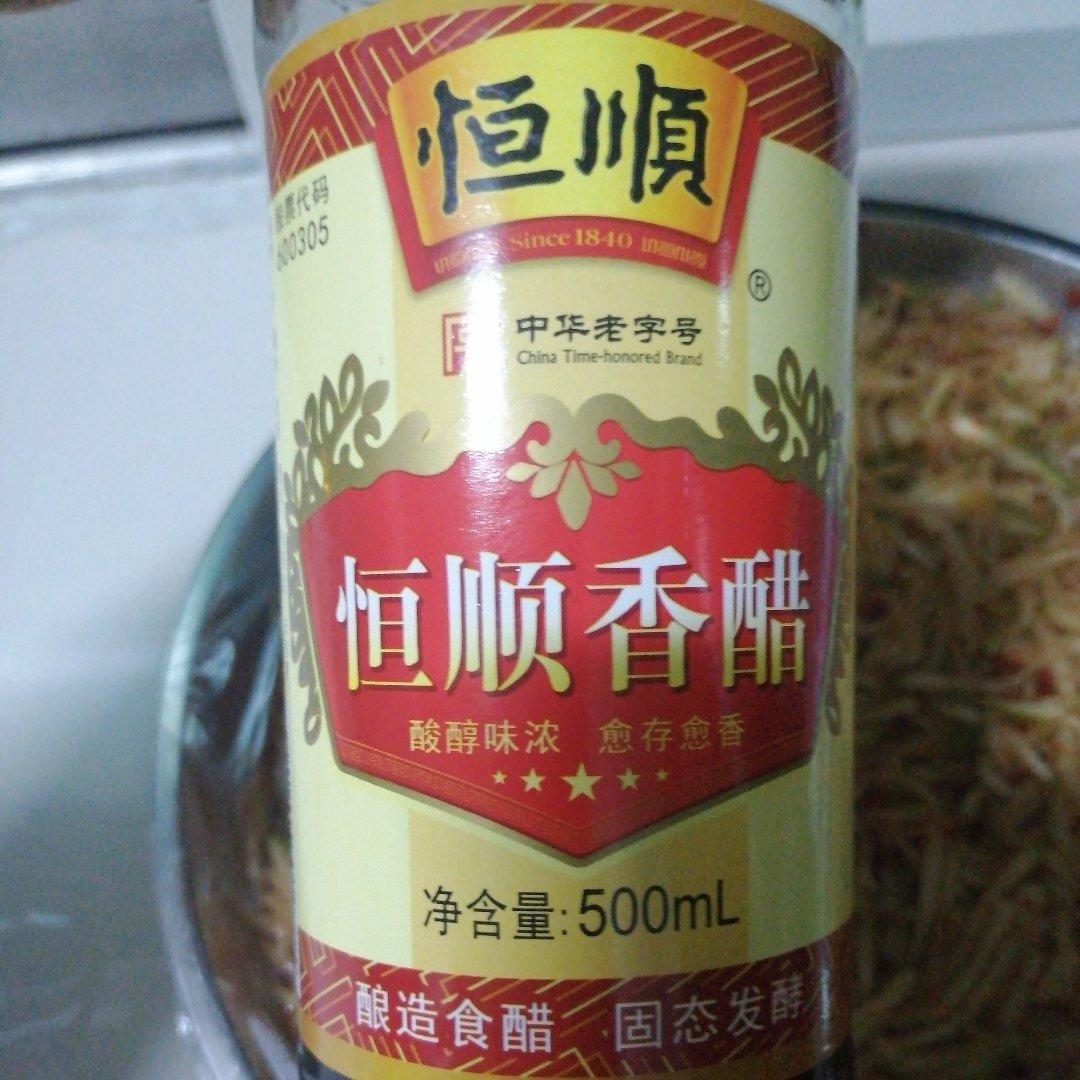 恒順
Since 1840
股票代码
600305
®
中华老字号
China Time-honored Brand
恒顺香醋
酸醇味浓 愈存愈香
净含量:500mL
酿造食醋 固态发酵